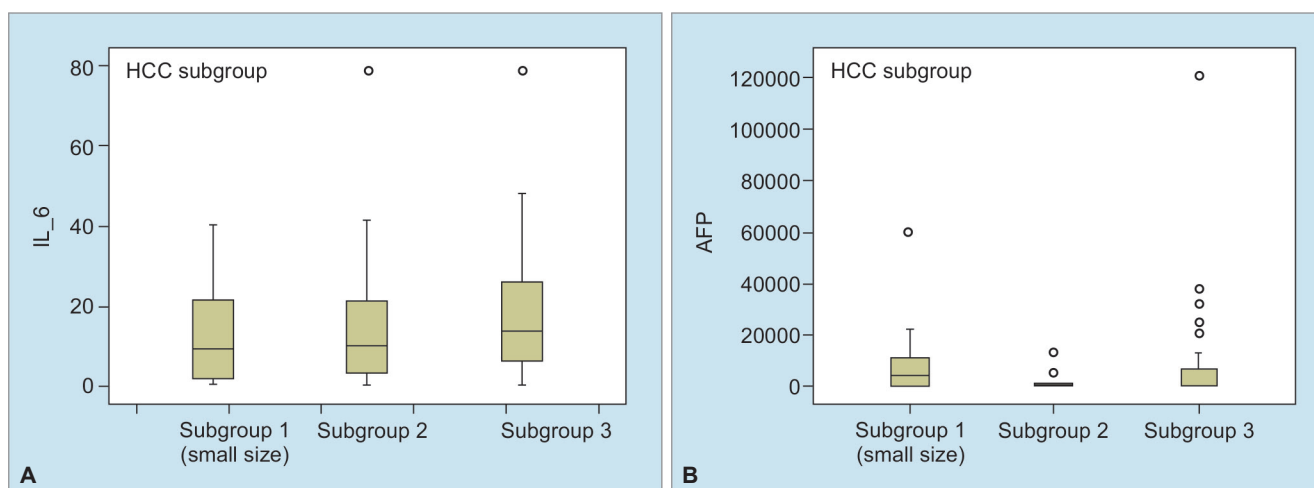 HCC subgroup
80
60
40
20
0
IL_6
Subgroup 1
(small size)
Subgroup 2
Subgroup 3
A
HCC subgroup
120000
100000
80000
60000
40000
20000
0
AFP
Subgroup 1
(small size)
Subgroup 2
Subgroup 3
B